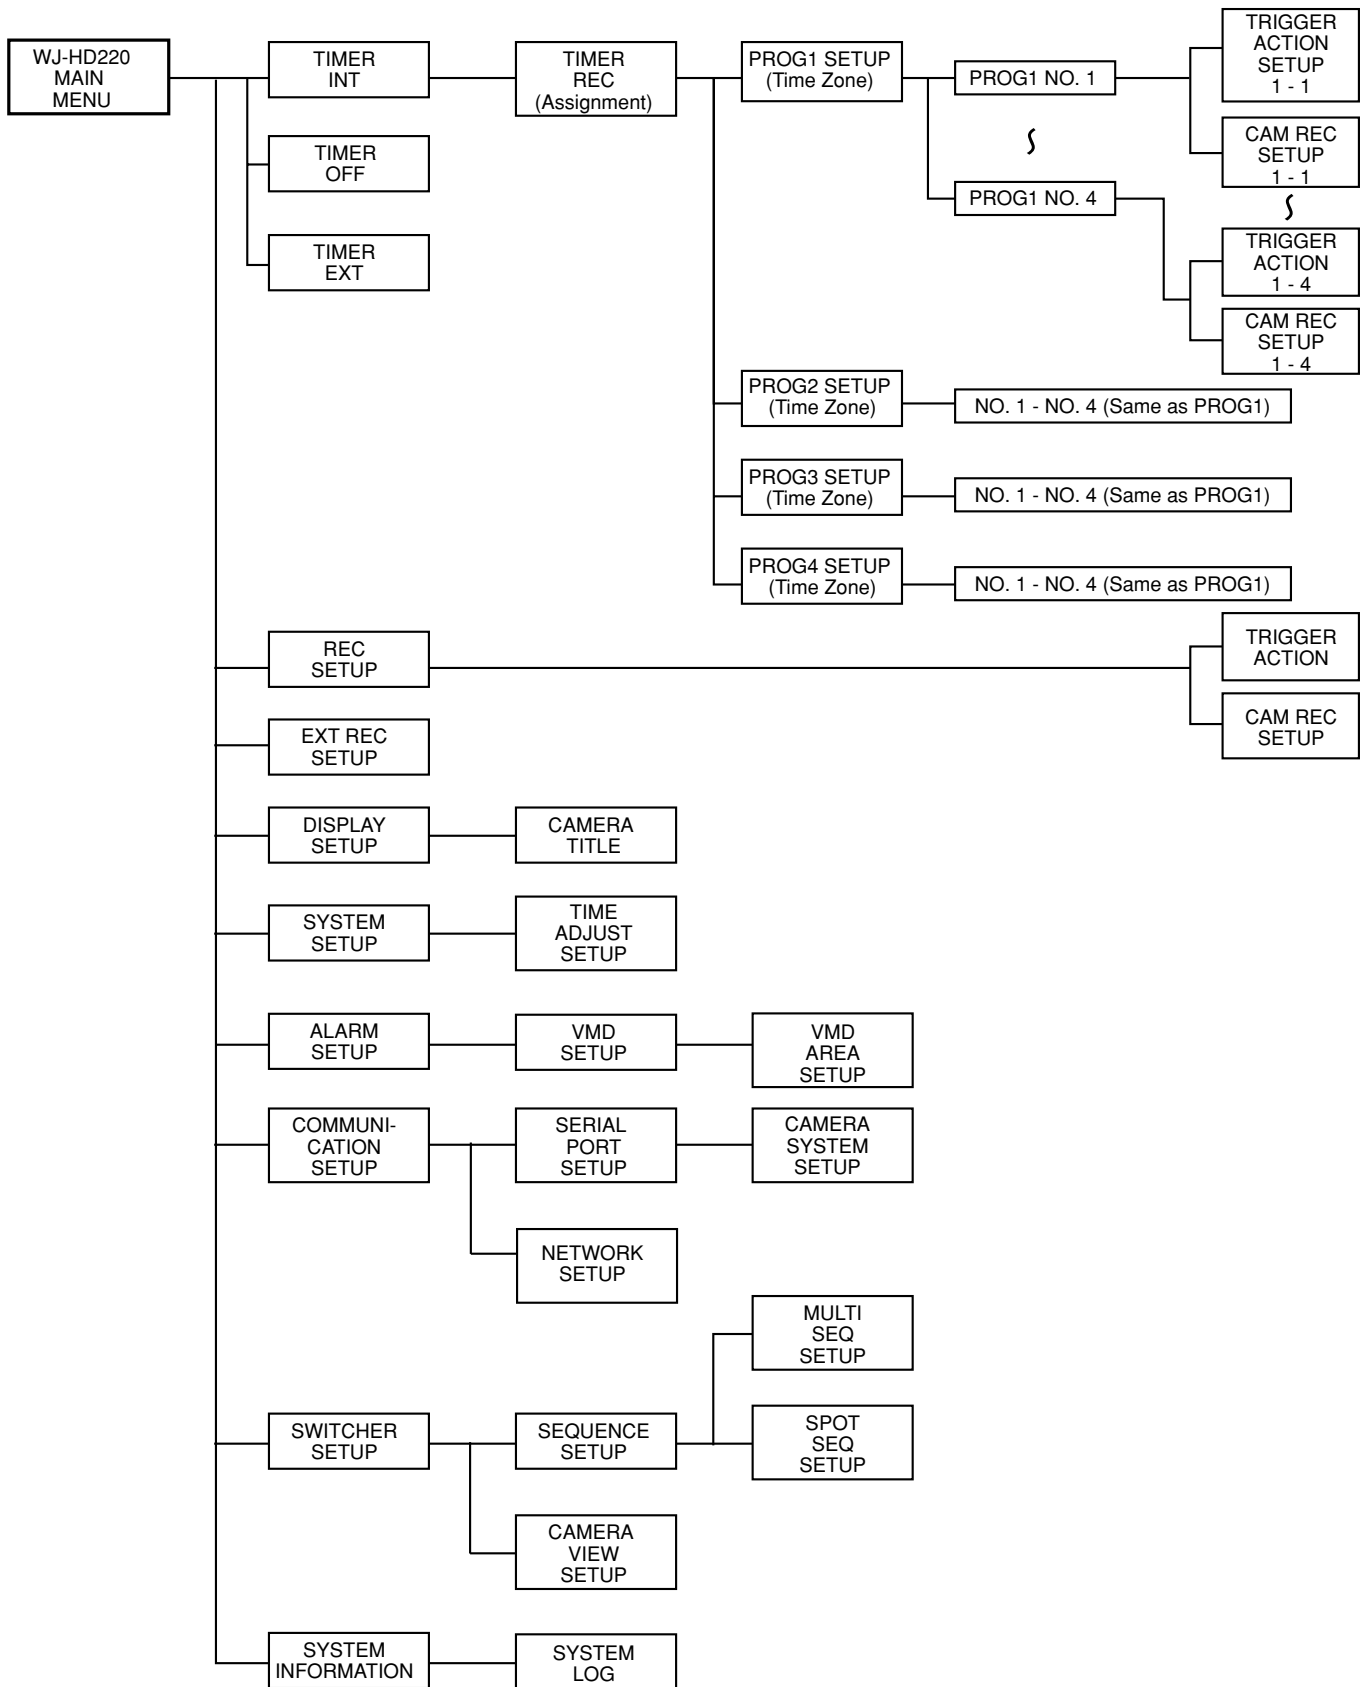 WJ-HD220
MAIN
MENU
TIMER
INT
TIMER
REC
(Assignment)
PROG1 SETUP
(Time Zone)
PROG1 NO. 1
TRIGGER
ACTION
SETUP
1 - 1
CAM REC
SETUP
1 - 1
TIMER
OFF
PROG1 NO. 4
TRIGGER
ACTION
1 - 4
CAM REC
SETUP
1 - 4
TIMER
EXT
PROG2 SETUP
(Time Zone)
NO. 1 - NO. 4 (Same as PROG1)
PROG3 SETUP
(Time Zone)
NO. 1 - NO. 4 (Same as PROG1)
PROG4 SETUP
(Time Zone)
NO. 1 - NO. 4 (Same as PROG1)
REC
SETUP
TRIGGER
ACTION
CAM REC
SETUP
EXT REC
SETUP
DISPLAY
SETUP
CAMERA
TITLE
SYSTEM
SETUP
TIME
ADJUST
SETUP
ALARM
SETUP
VMD
SETUP
VMD
AREA
SETUP
COMMUNI-
CATION
SETUP
SERIAL
PORT
SETUP
CAMERA
SYSTEM
SETUP
NETWORK
SETUP
SWITCHER
SETUP
SEQUENCE
SETUP
MULTI
SEQ
SETUP
SPOT
SEQ
SETUP
CAMERA
VIEW
SETUP
SYSTEM
INFORMATION
SYSTEM
LOG